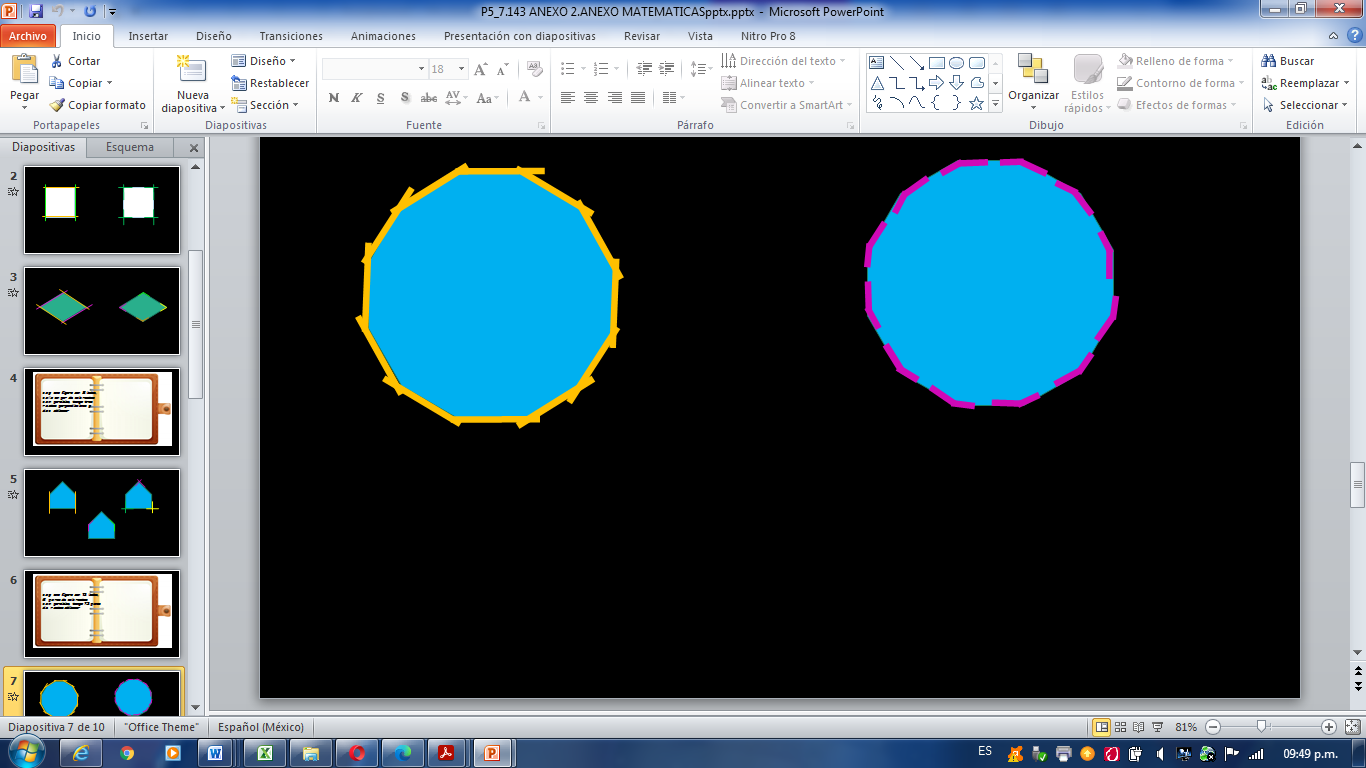 P5_7.143 ANEXO 2.ANEXO MATEMATICASpptx.pptx - Microsoft PowerPoint
Archivo Inicio Insertar Diseño Transiciones Animaciones Presentación con diapositivas Revisar Vista Nitro Pro 8
Pegar
Cortar
Copiar
Copiar formato
Portapapeles
Nueva diapositiva
Diseño
Restablecer
Sección
Diapositivas
18
N K S S abc AV Aa A
Fuente
Dirección del texto
Alinear texto
Convertir a SmartArt
Párrafo
Organizar
Estilos rápidos
Relleno de forma
Contorno de forma
Efectos de formas
Dibujo
Buscar
Reemplazar
Seleccionar
Edición
Diapositivas Esquema
2
3
4
5
6
7
Diapositiva 7 de 10 "Office Theme" Español (México) 81%
ES 09:49 p.m.